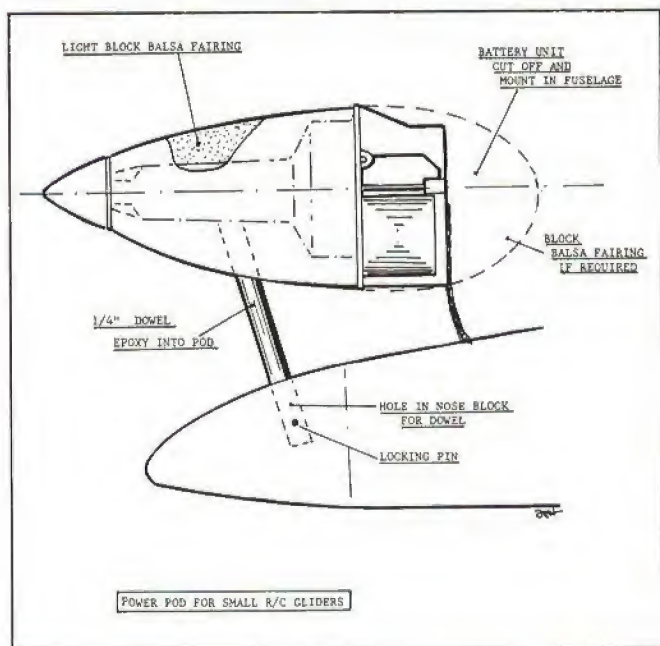 LIGHT BLOCK BALSA FAIRING
BATTERY UNIT
CUT OFF AND
MOUNT IN FUSELAGE
BLOCK
BALSA FAIRING
IF REQUIRED
1/4" DOWEL
EPOXY INTO POD
HOLE IN NOSE BLOCK
FOR DOWEL
LOCKING PIN
POWER POD FOR SMALL R/C GLIDERS